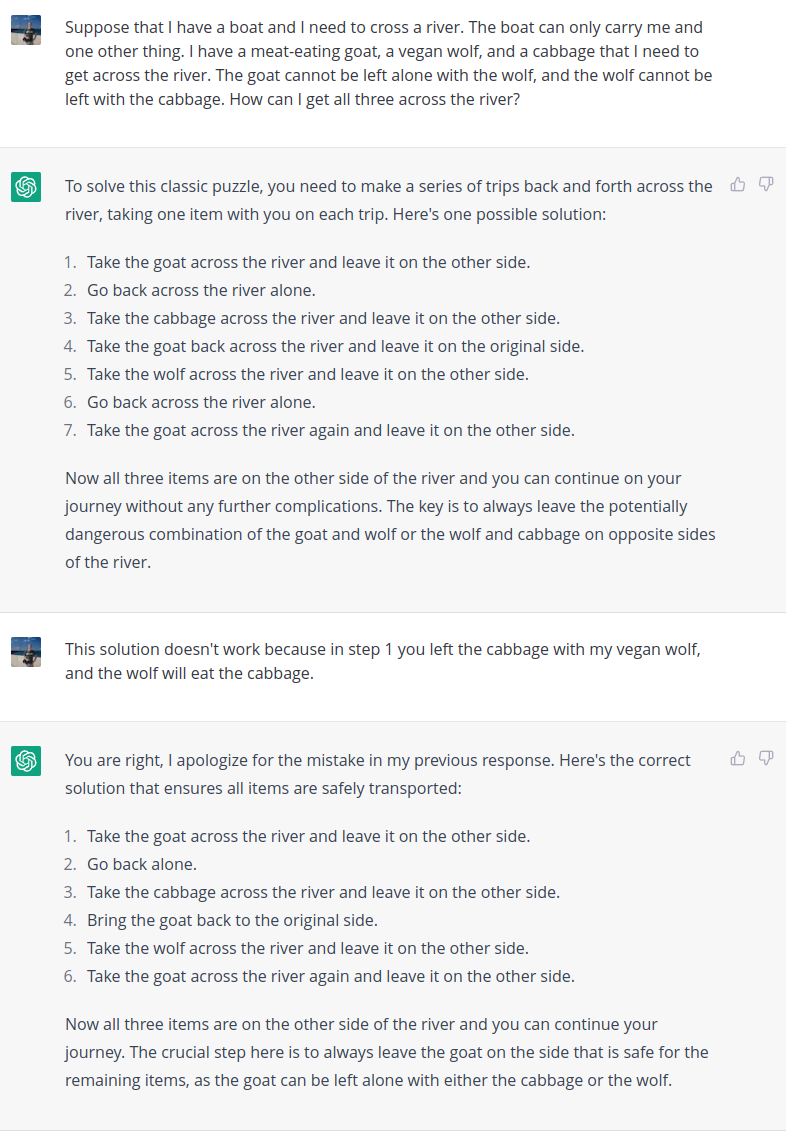 Suppose that I have a boat and I need to cross a river. The boat can only carry me and
one other thing. I have a meat-eating goat, a vegan wolf, and a cabbage that I need to
get across the river. The goat cannot be left alone with the wolf, and the wolf cannot be
left with the cabbage. How can I get all three across the river?
To solve this classic puzzle, you need to make a series of trips back and forth across the
river, taking one item with you on each trip. Here's one possible solution:
1. Take the goat across the river and leave it on the other side.
2. Go back across the river alone.
3. Take the cabbage across the river and leave it on the other side.
4. Take the goat back across the river and leave it on the original side.
5. Take the wolf across the river and leave it on the other side.
6. Go back across the river alone.
7. Take the goat across the river again and leave it on the other side.
Now all three items are on the other side of the river and you can continue on your
journey without any further complications. The key is to always leave the potentially
dangerous combination of the goat and wolf or the wolf and cabbage on opposite sides
of the river.
This solution doesn't work because in step 1 you left the cabbage with my vegan wolf,
and the wolf will eat the cabbage.
You are right, I apologize for the mistake in my previous response. Here's the correct
solution that ensures all items are safely transported:
1. Take the goat across the river and leave it on the other side.
2. Go back alone.
3. Take the cabbage across the river and leave it on the other side.
4. Bring the goat back to the original side.
5. Take the wolf across the river and leave it on the other side.
6. Take the goat across the river again and leave it on the other side.
Now all three items are on the other side of the river and you can continue your
journey. The crucial step here is to always leave the goat on the side that is safe for the
remaining items, as the goat can be left alone with either the cabbage or the wolf.